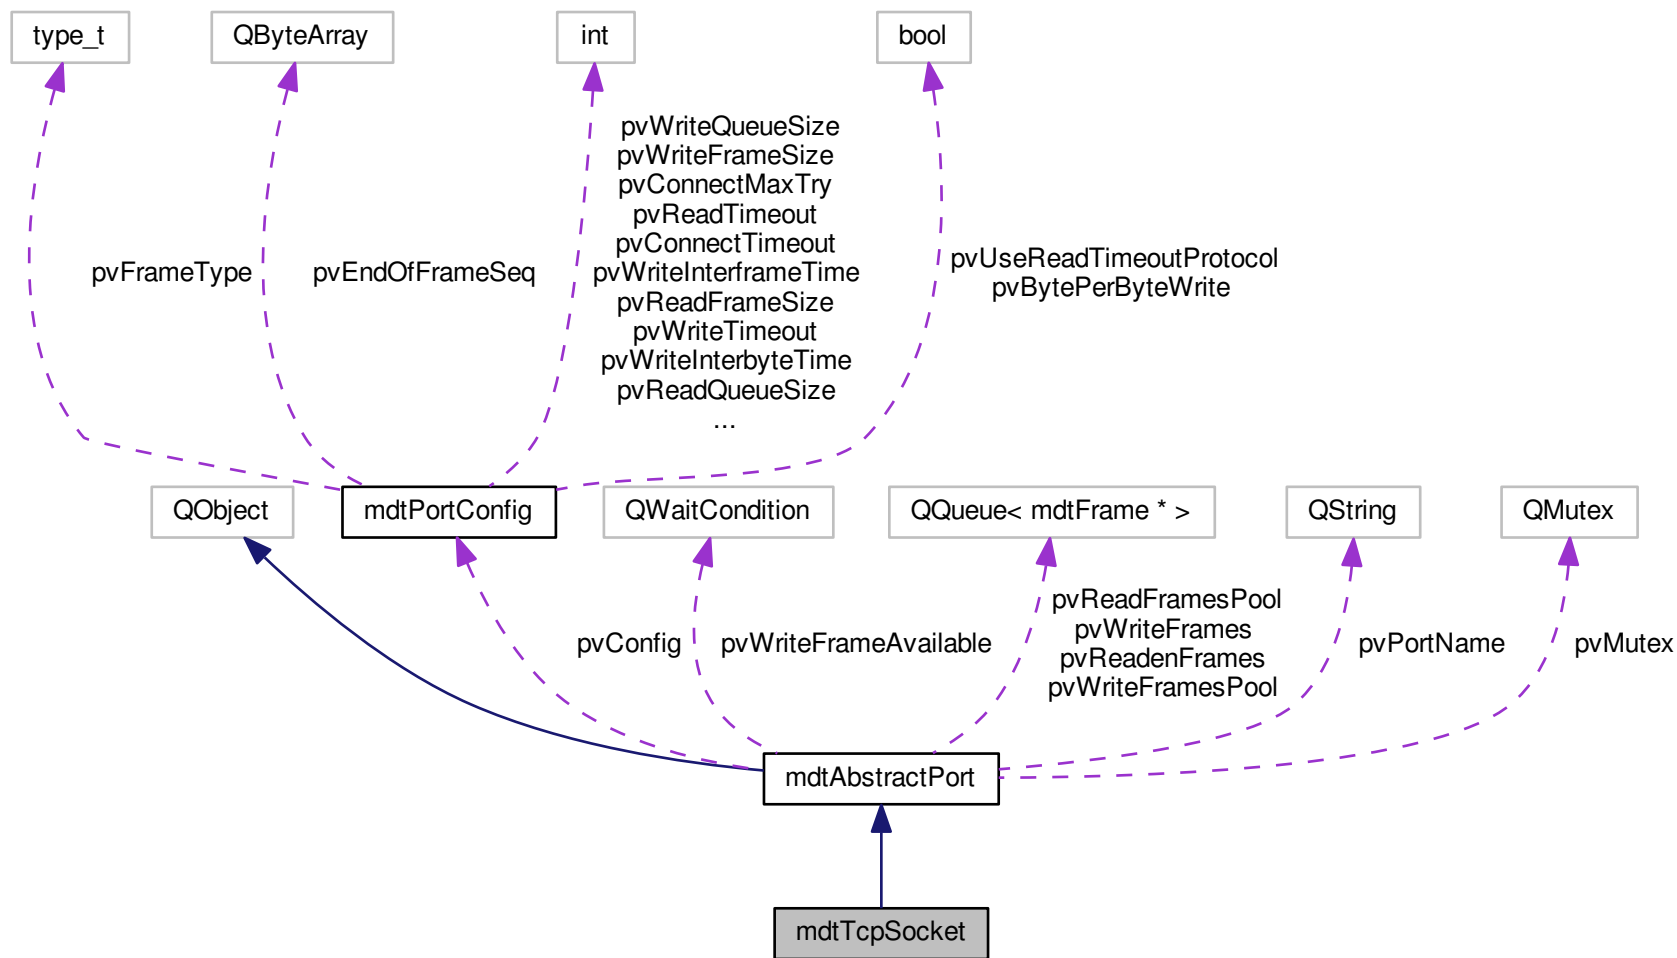 type_t
QByteArray
int
bool
pvWriteQueueSize
pvWriteFrameSize
pvConnectMaxTry
pvReadTimeout
pvConnectTimeout
pvWriteInterframeTime
pvReadFrameSize
pvWriteTimeout
pvWriteInterbyteTime
pvReadQueueSize
...
pvFrameType
pvEndOfFrameSeq
pvUseReadTimeoutProtocol
pvBytePerByteWrite
QObject
mdtPortConfig
QWaitCondition
QQueue< mdtFrame * >
QString
QMutex
pvConfig
pvWriteFrameAvailable
pvReadFramesPool
pvWriteFrames
pvReadenFrames
pvWriteFramesPool
pvPortName
pvMutex
mdtAbstractPort
mdtTcpSocket